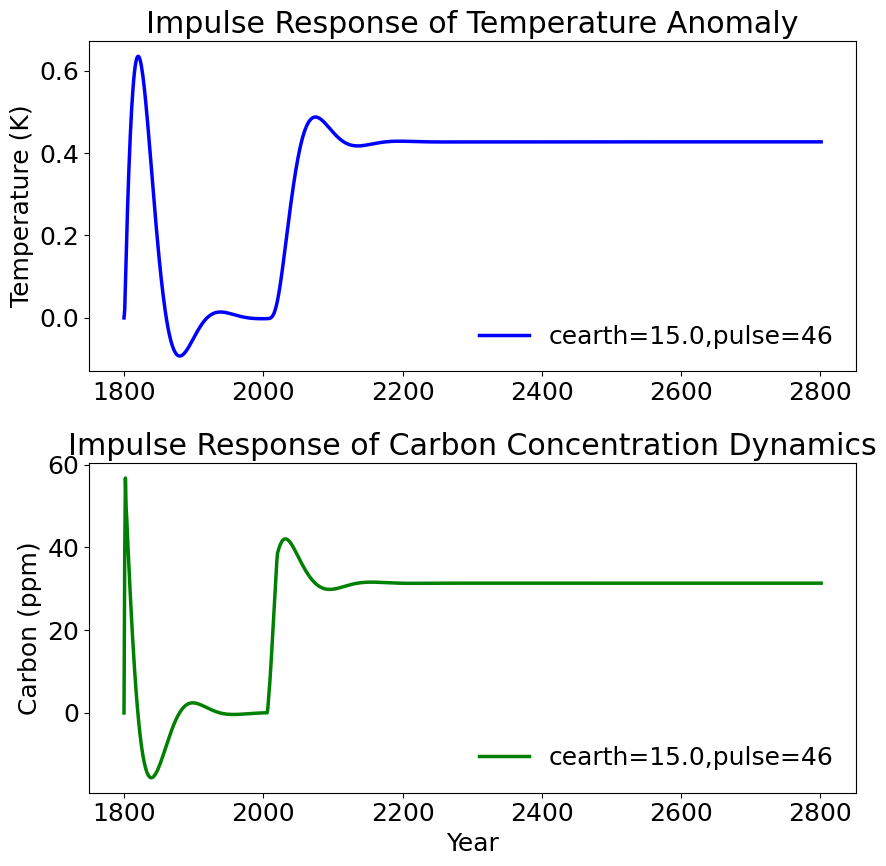 Impulse Response of Temperature Anomaly
Temperature (K)
0.6
0.4
0.2
0.0
cearth=15.0,pulse=46
1800 2000 2200 2400 2600 2800
Impulse Response of Carbon Concentration Dynamics
Carbon (ppm)
60
40
20
0
cearth=15.0,pulse=46
1800 2000 2200 2400 2600 2800
Year